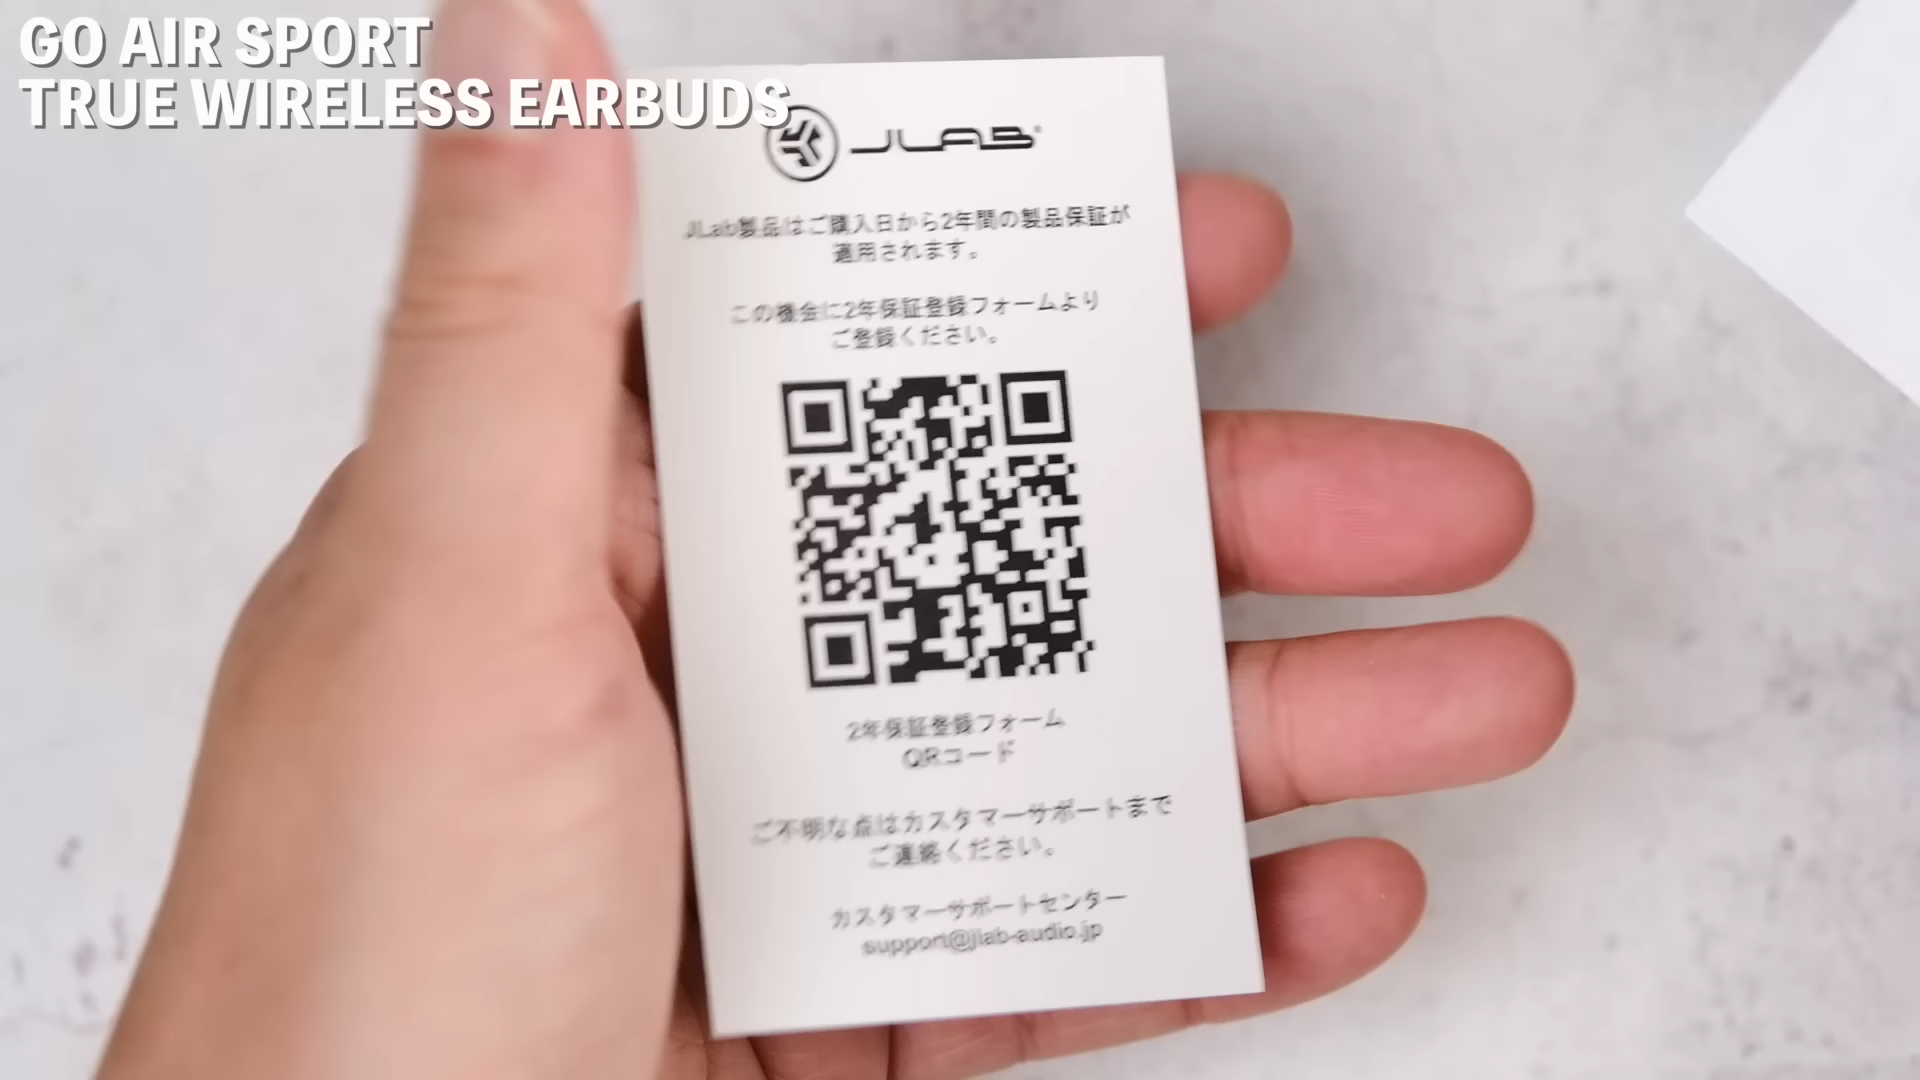 GO AIR SPORT
TRUE WIRELESS EARBUDS
JLAB
JLab製品はご購入日から2年間の製品保証が
適用されます。
この機会に2年保証登録フォームより
ご登録ください。
2年保証登録フォーム
QRコード
ご不明な点はカスタマーサポートまで
ご連絡ください。
カスタマーサポートセンター
support@jlab-audio.jp